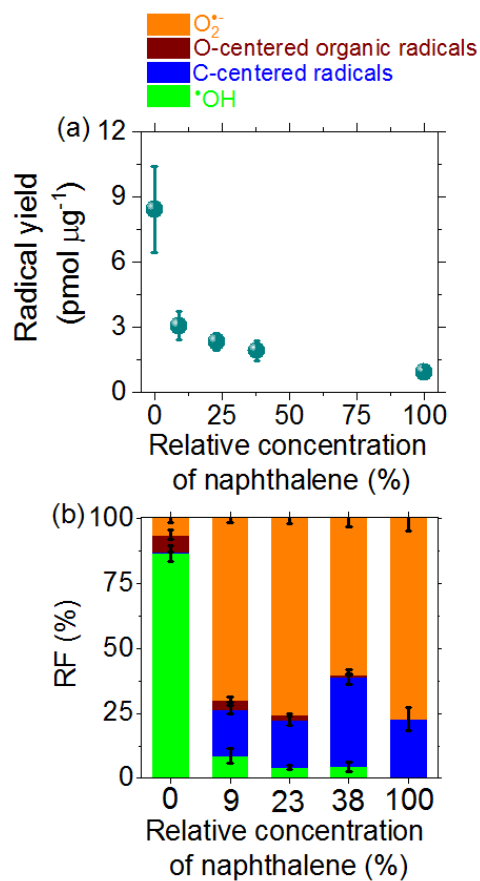 O₂•-
O-centered organic radicals
C-centered radicals
•OH
(a)
12
9
6
3
0
Radical yield
(pmol μg⁻¹)
0 25 50 75 100
Relative concentration
of naphthalene (%)
(b)
100
75
50
25
0
RF (%)
0 9 23 38 100
Relative concentration
of naphthalene (%)